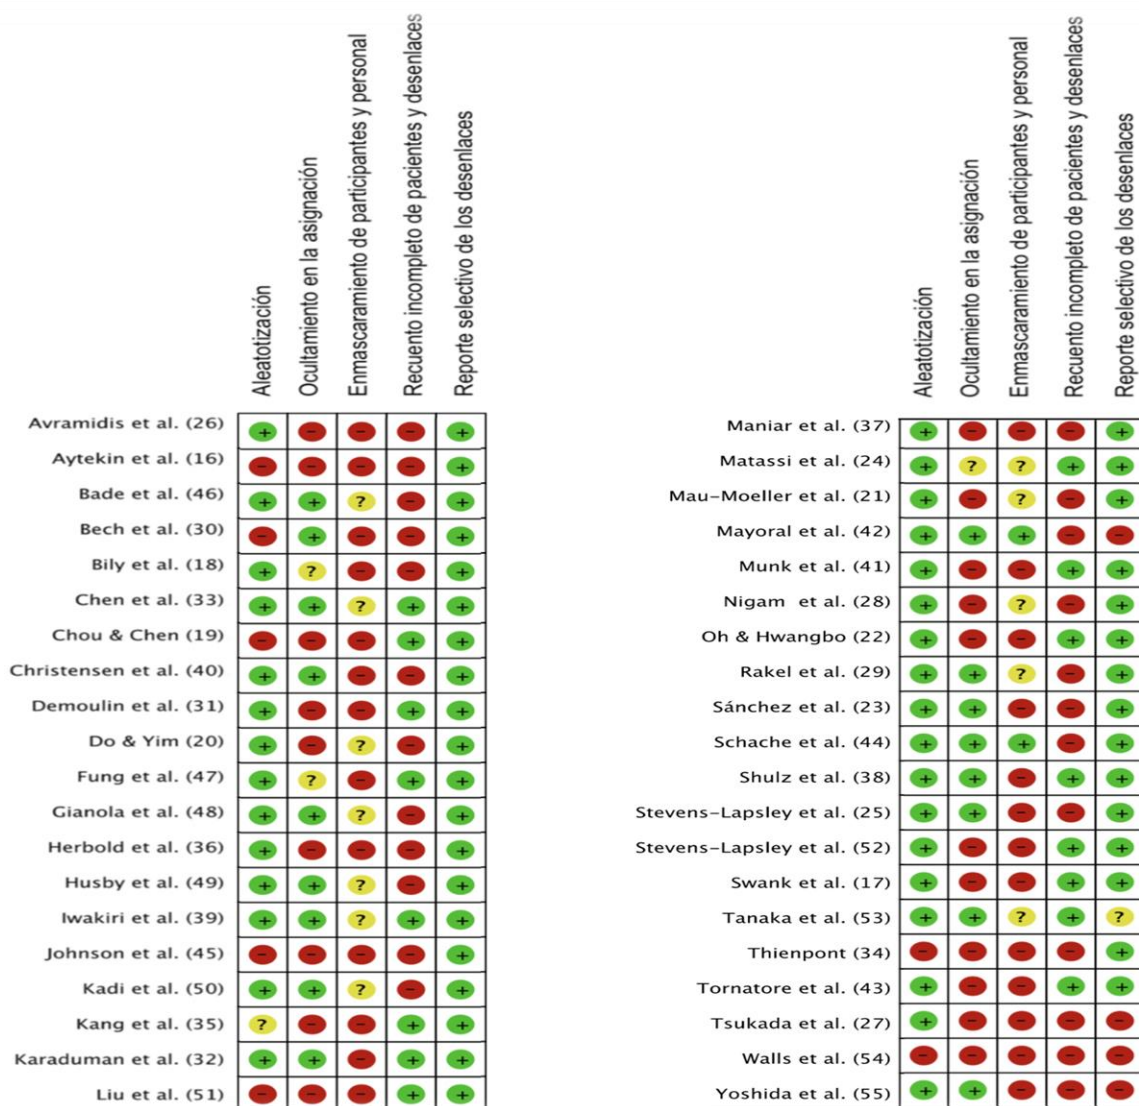 Aleatotización
Ocultamiento en la asignación
Enmascaramiento de participantes y personal
Recuento incompleto de pacientes y desenlaces
Reporte selectivo de los desenlaces
Avramidis et al. (26) + - - - +
Aytekin et al. (16) - - - - +
Bade et al. (46) + + ? - +
Bech et al. (30) - + - - +
Bily et al. (18) + ? - - +
Chen et al. (33) + + ? + +
Chou & Chen (19) - - - + +
Christensen et al. (40) + + - - +
Demoulin et al. (31) + - - + +
Do & Yim (20) + - ? - +
Fung et al. (47) + ? - + +
Gianola et al. (48) + + ? - +
Herbold et al. (36) + - - - +
Husby et al. (49) + + ? - +
Iwakiri et al. (39) + + ? + +
Johnson et al. (45) - - - - +
Kadi et al. (50) + + ? - +
Kang et al. (35) ? - - + +
Karaduman et al. (32) + + - + +
Liu et al. (51) - - - + +
Aleatotización
Ocultamiento en la asignación
Enmascaramiento de participantes y personal
Recuento incompleto de pacientes y desenlaces
Reporte selectivo de los desenlaces
Maniar et al. (37) + - - - +
Matassi et al. (24) + ? ? + +
Mau-Moeller et al. (21) + - ? - +
Mayoral et al. (42) + + + - -
Munk et al. (41) + - - + +
Nigam et al. (28) + - ? - +
Oh & Hwangbo (22) + - - + +
Rakel et al. (29) + + ? - +
Sánchez et al. (23) + + - - +
Schache et al. (44) + + + - +
Shulz et al. (38) + + - + +
Stevens-Lapsley et al. (25) + + - - +
Stevens-Lapsley et al. (52) + - - + +
Swank et al. (17) + - - + +
Tanaka et al. (53) + + ? + ?
Thienpont (34) - - - - +
Tornatore et al. (43) + - - + +
Tsukada et al. (27) + - - - -
Walls et al. (54) - - - - -
Yoshida et al. (55) + + - - -